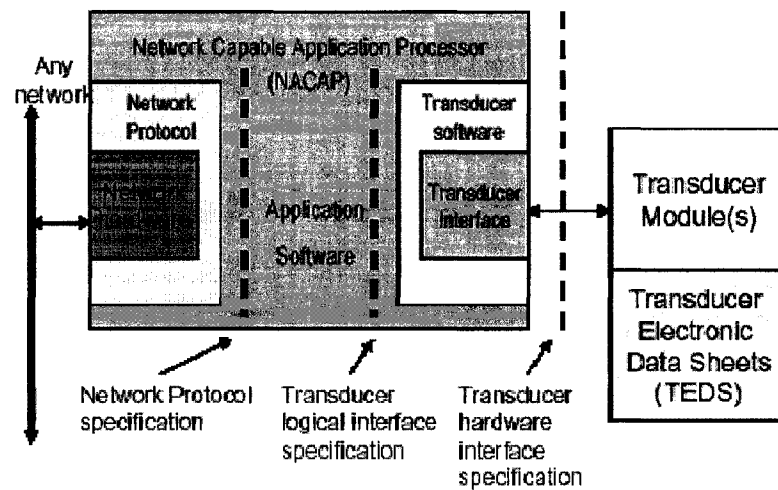 Network Capable Application Processor
(NACAP)
Any
network
Network
Protocol
Transducer
software
Transducer
interface
Application
Software
Transducer
Module(s)
Transducer
Electronic
Data Sheets
(TEDS)
Network Protocol
specification
Transducer
logical interface
specification
Transducer
hardware
interface
specification